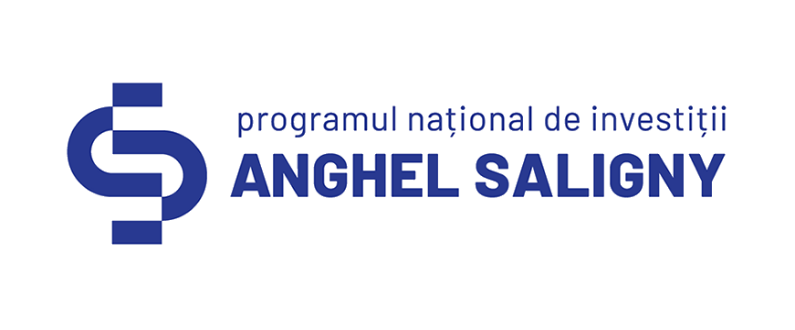 programul național de investiții
ANGHEL SALIGNY